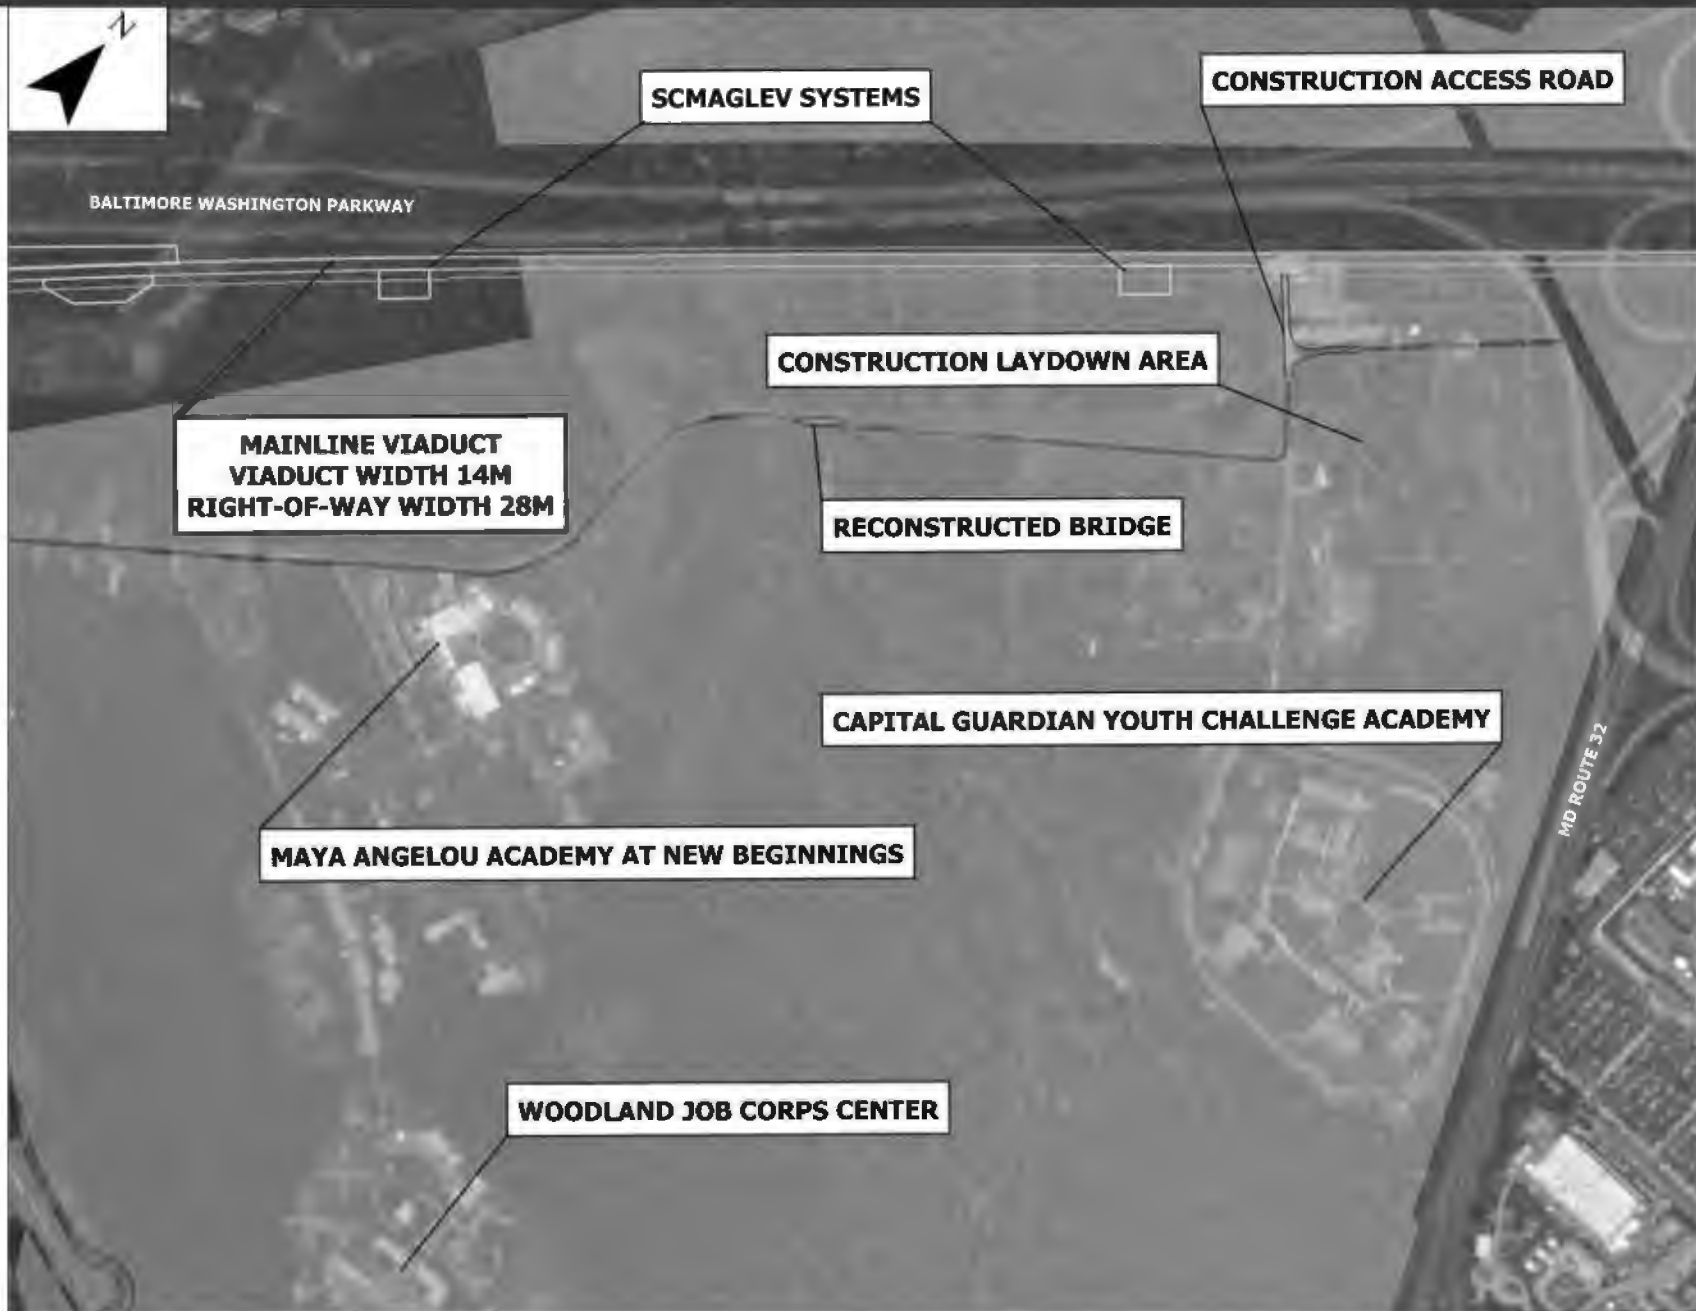 N
SCMAGLEV SYSTEMS
CONSTRUCTION ACCESS ROAD
BALTIMORE WASHINGTON PARKWAY
CONSTRUCTION LAYDOWN AREA
MAINLINE VIADUCT
VIADUCT WIDTH 14M
RIGHT-OF-WAY WIDTH 28M
RECONSTRUCTED BRIDGE
CAPITAL GUARDIAN YOUTH CHALLENGE ACADEMY
MD ROUTE 32
MAYA ANGELOU ACADEMY AT NEW BEGINNINGS
WOODLAND JOB CORPS CENTER